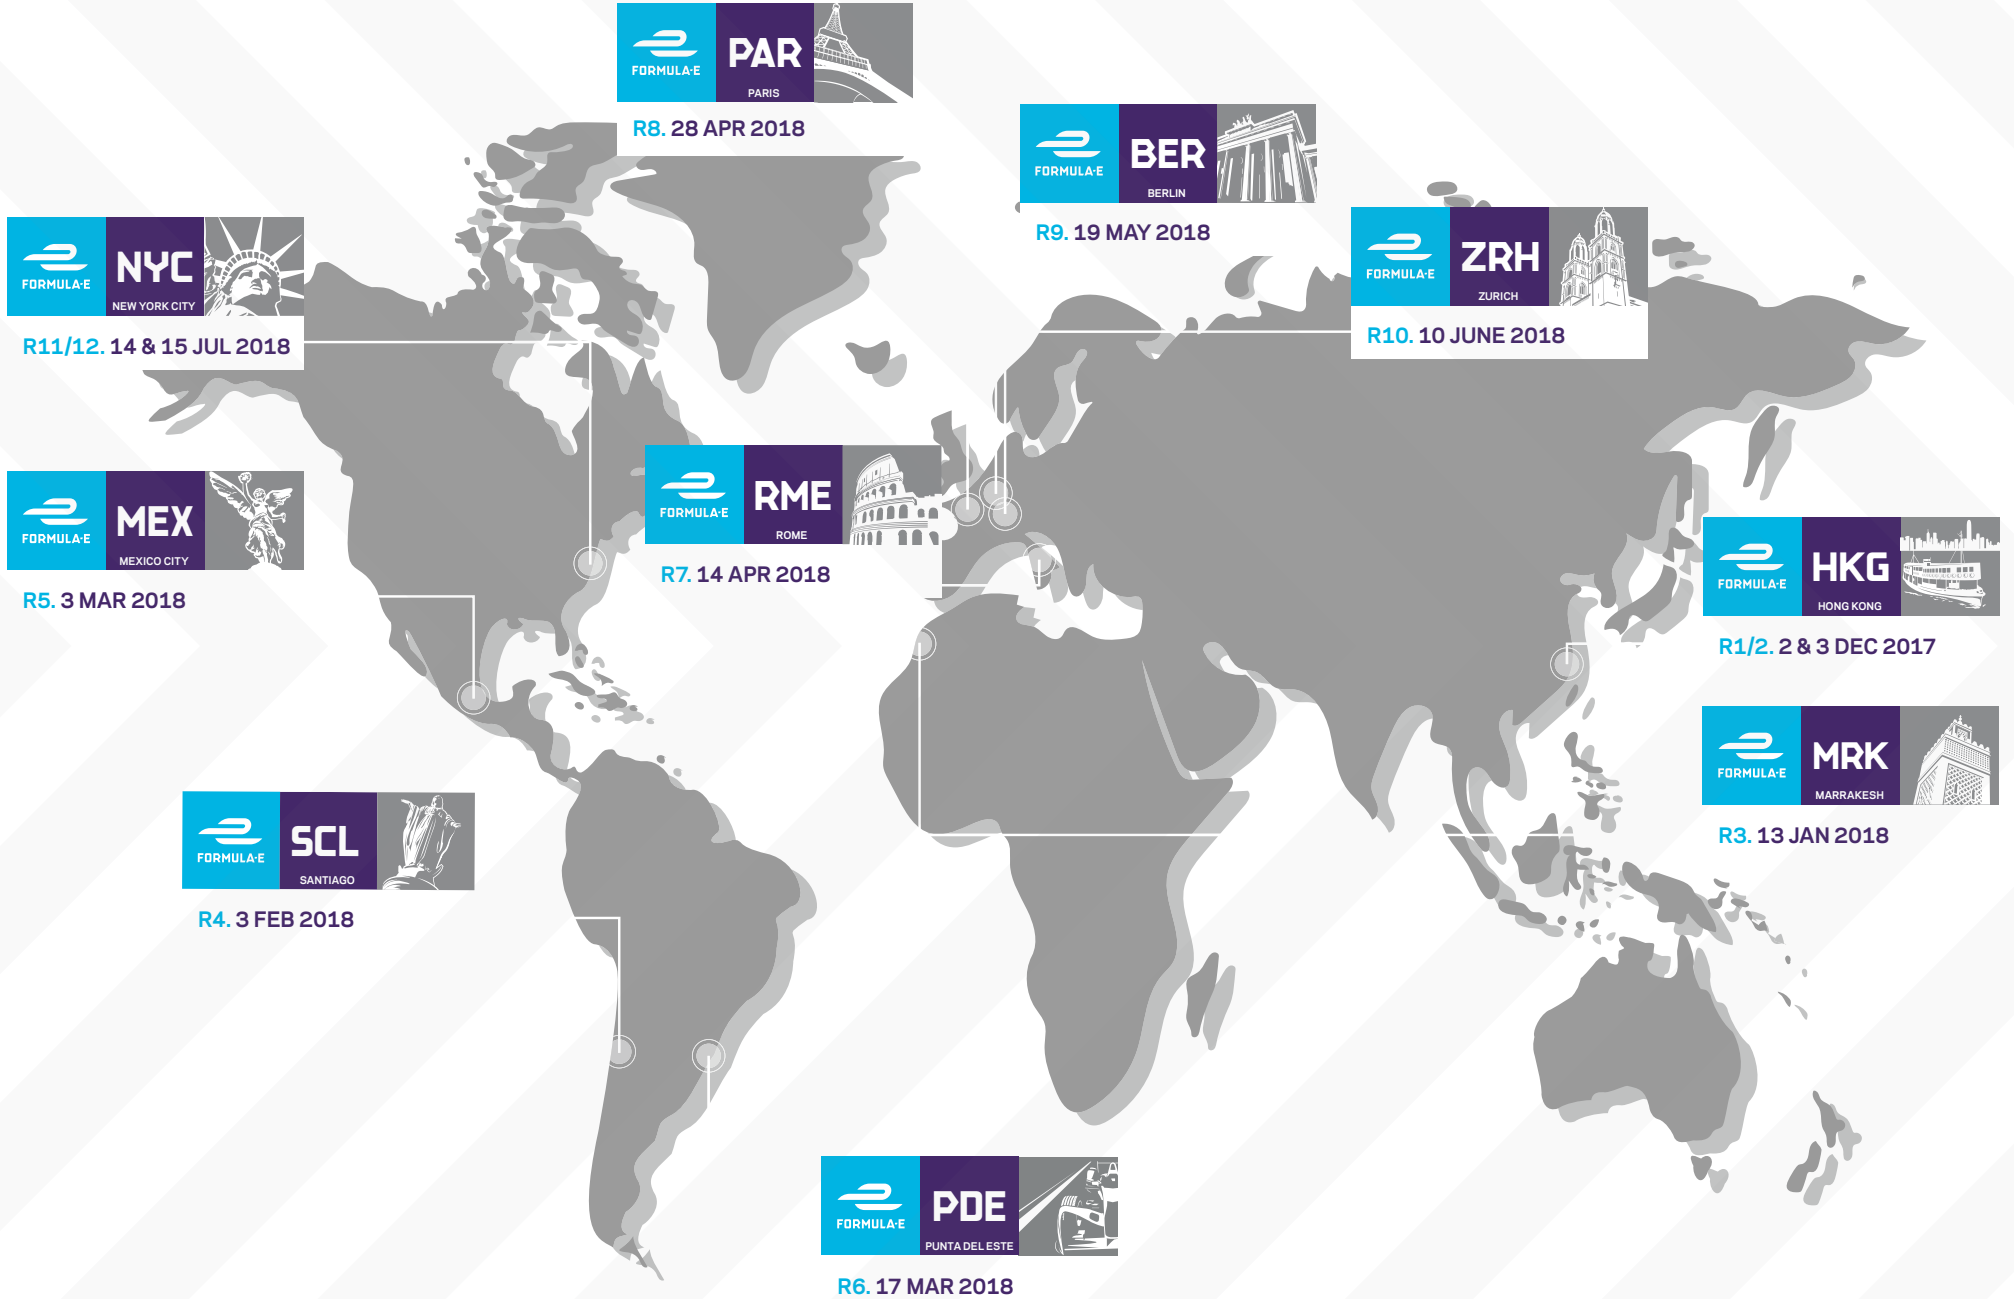 FORMULA-E
PAR
PARIS
R8. 28 APR 2018
FORMULA-E
BER
BERLIN
R9. 19 MAY 2018
FORMULA-E
ZRH
ZURICH
R10. 10 JUNE 2018
FORMULA-E
NYC
NEW YORK CITY
R11/12. 14 & 15 JUL 2018
FORMULA-E
RME
ROME
R7. 14 APR 2018
FORMULA-E
MEX
MEXICO CITY
R5. 3 MAR 2018
FORMULA-E
HKG
HONG KONG
R1/2. 2 & 3 DEC 2017
FORMULA-E
MRK
MARRAKESH
R3. 13 JAN 2018
FORMULA-E
SCL
SANTIAGO
R4. 3 FEB 2018
FORMULA-E
PDE
PUNTA DEL ESTE
R6. 17 MAR 2018